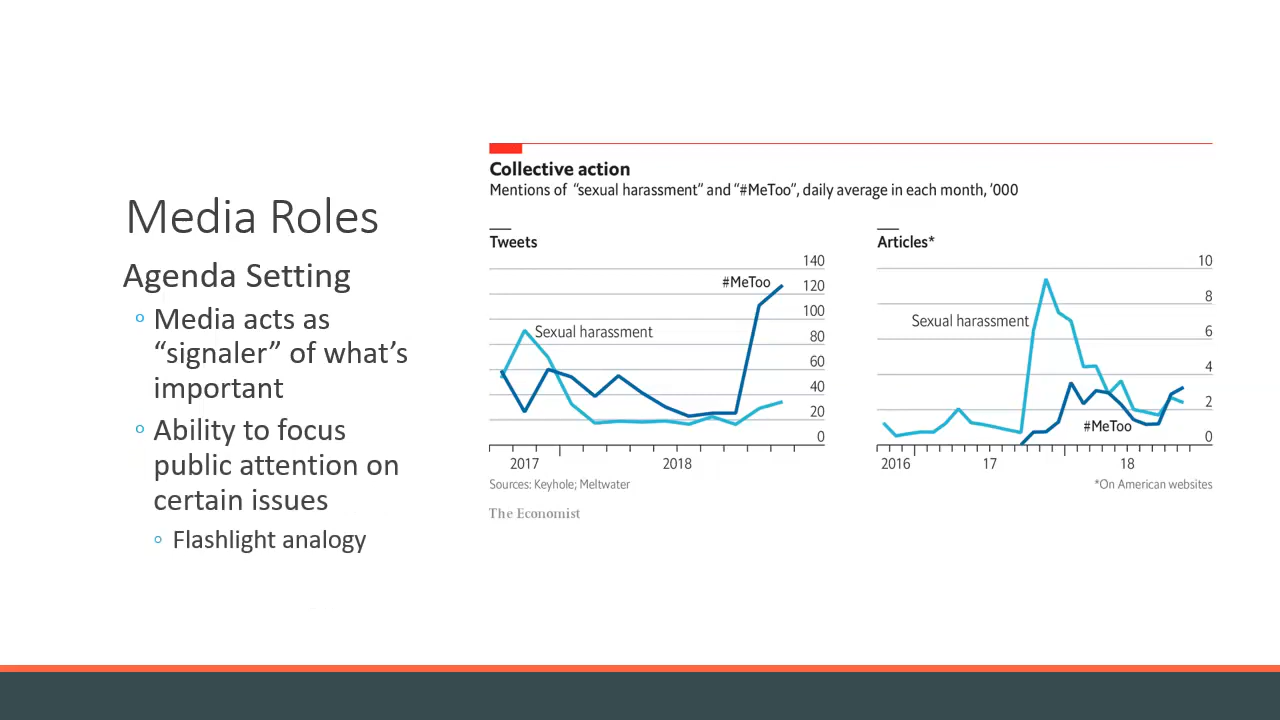 Media Roles
Agenda Setting
◦ Media acts as
“signaler” of what’s
important
◦ Ability to focus
public attention on
certain issues
◦ Flashlight analogy
Collective action
Mentions of “sexual harassment” and “#MeToo”, daily average in each month, ’000
Tweets
140
#MeToo
120
100
Sexual harassment
80
60
40
20
0
2017 2018
Sources: Keyhole; Meltwater
The Economist
Articles*
10
8
Sexual harassment
6
4
2
#MeToo
0
2016 17 18
*On American websites